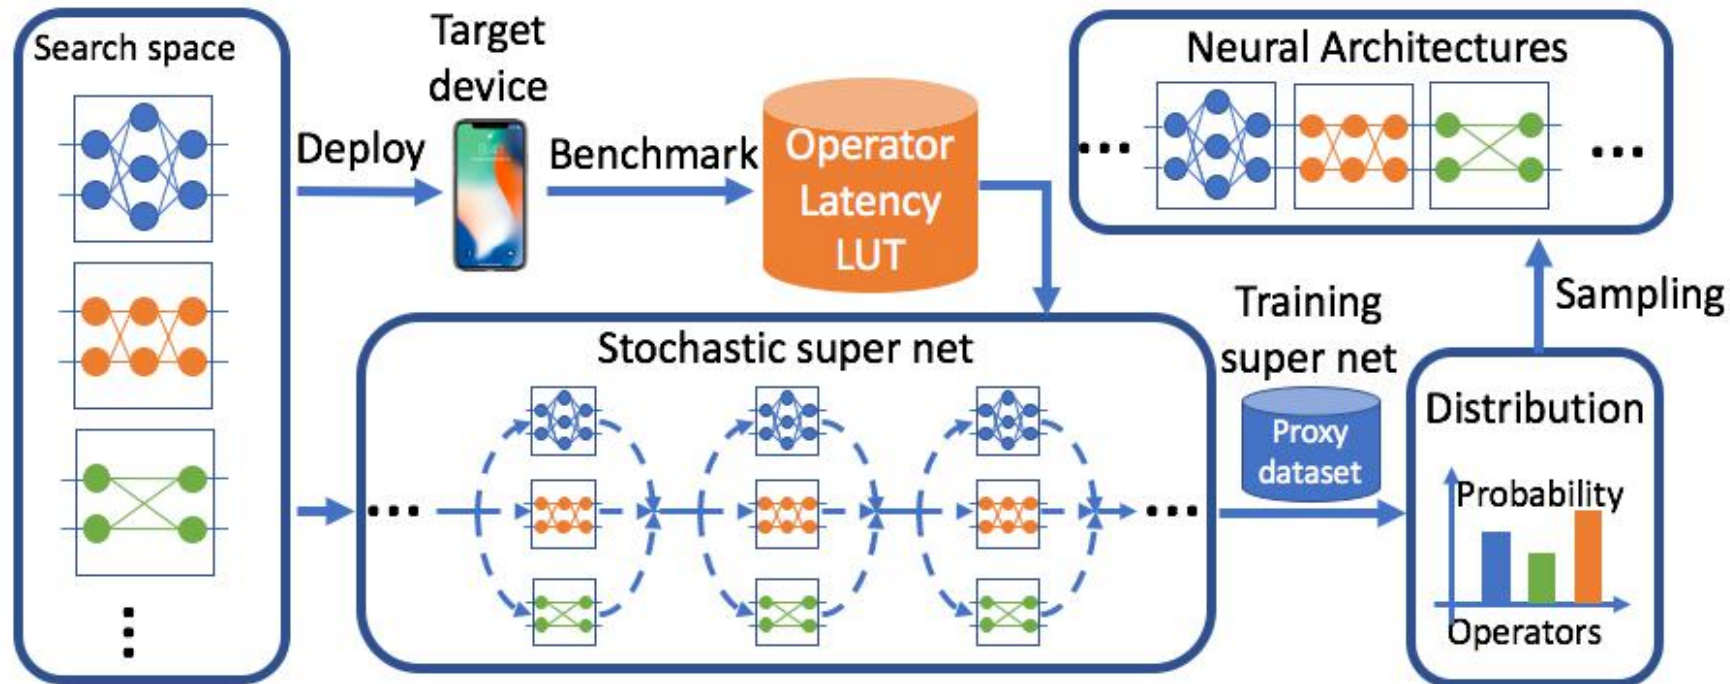 Search space
Target
device
Deploy
Benchmark
Operator
Latency
LUT
Neural Architectures
...
...
Sampling
Training
super net
Proxy
dataset
Stochastic super net
...
...
Distribution
Probability
Operators
...